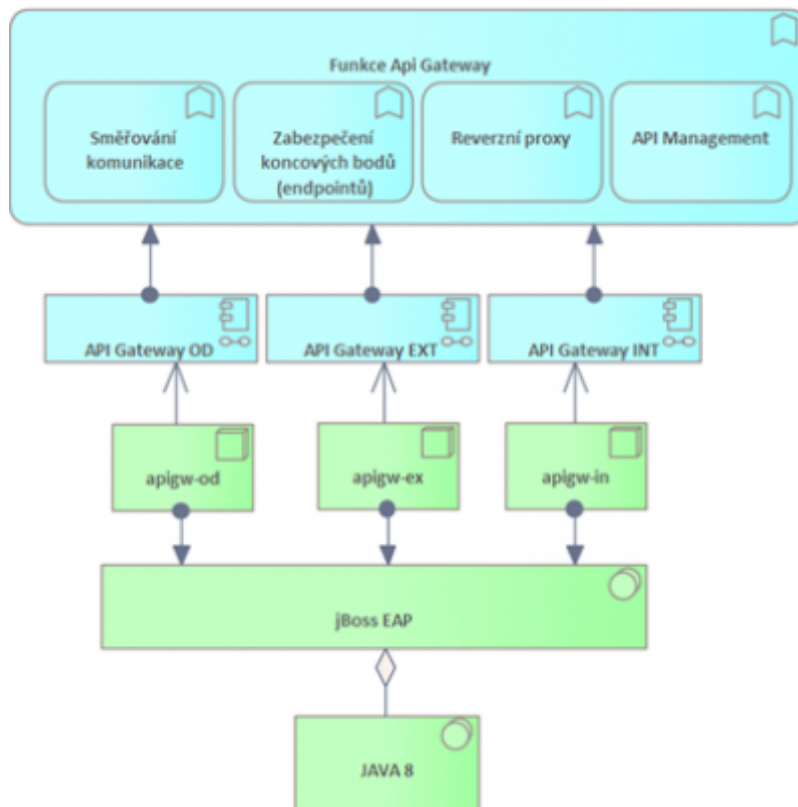 Funkce Api Gateway
Směřování
komunikace
Zabezpečení
koncových bodů
(endpointů)
Reverzní proxy
API Management
API Gateway OD
API Gateway EXT
API Gateway INT
apigw-od
apigw-ex
apigw-in
jBoss EAP
JAVA 8